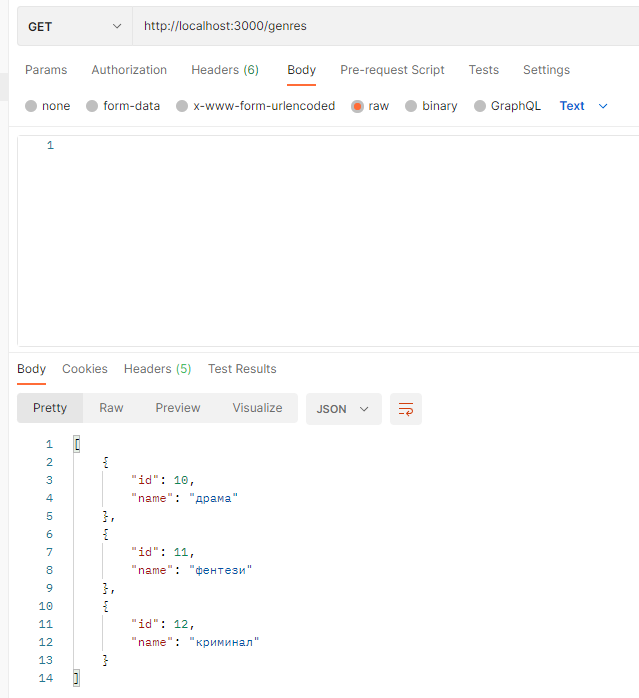 GET http://localhost:3000/genres
Params Authorization Headers (6) Body Pre-request Script Tests Settings
none form-data x-www-form-urlencoded raw binary GraphQL Text
1
Body Cookies Headers (5) Test Results
Pretty Raw Preview Visualize JSON
1 [
2 {
3 "id": 10,
4 "name": "драма"
5 },
6 {
7 "id": 11,
8 "name": "фентези"
9 },
10 {
11 "id": 12,
12 "name": "криминал"
13 }
14 ]